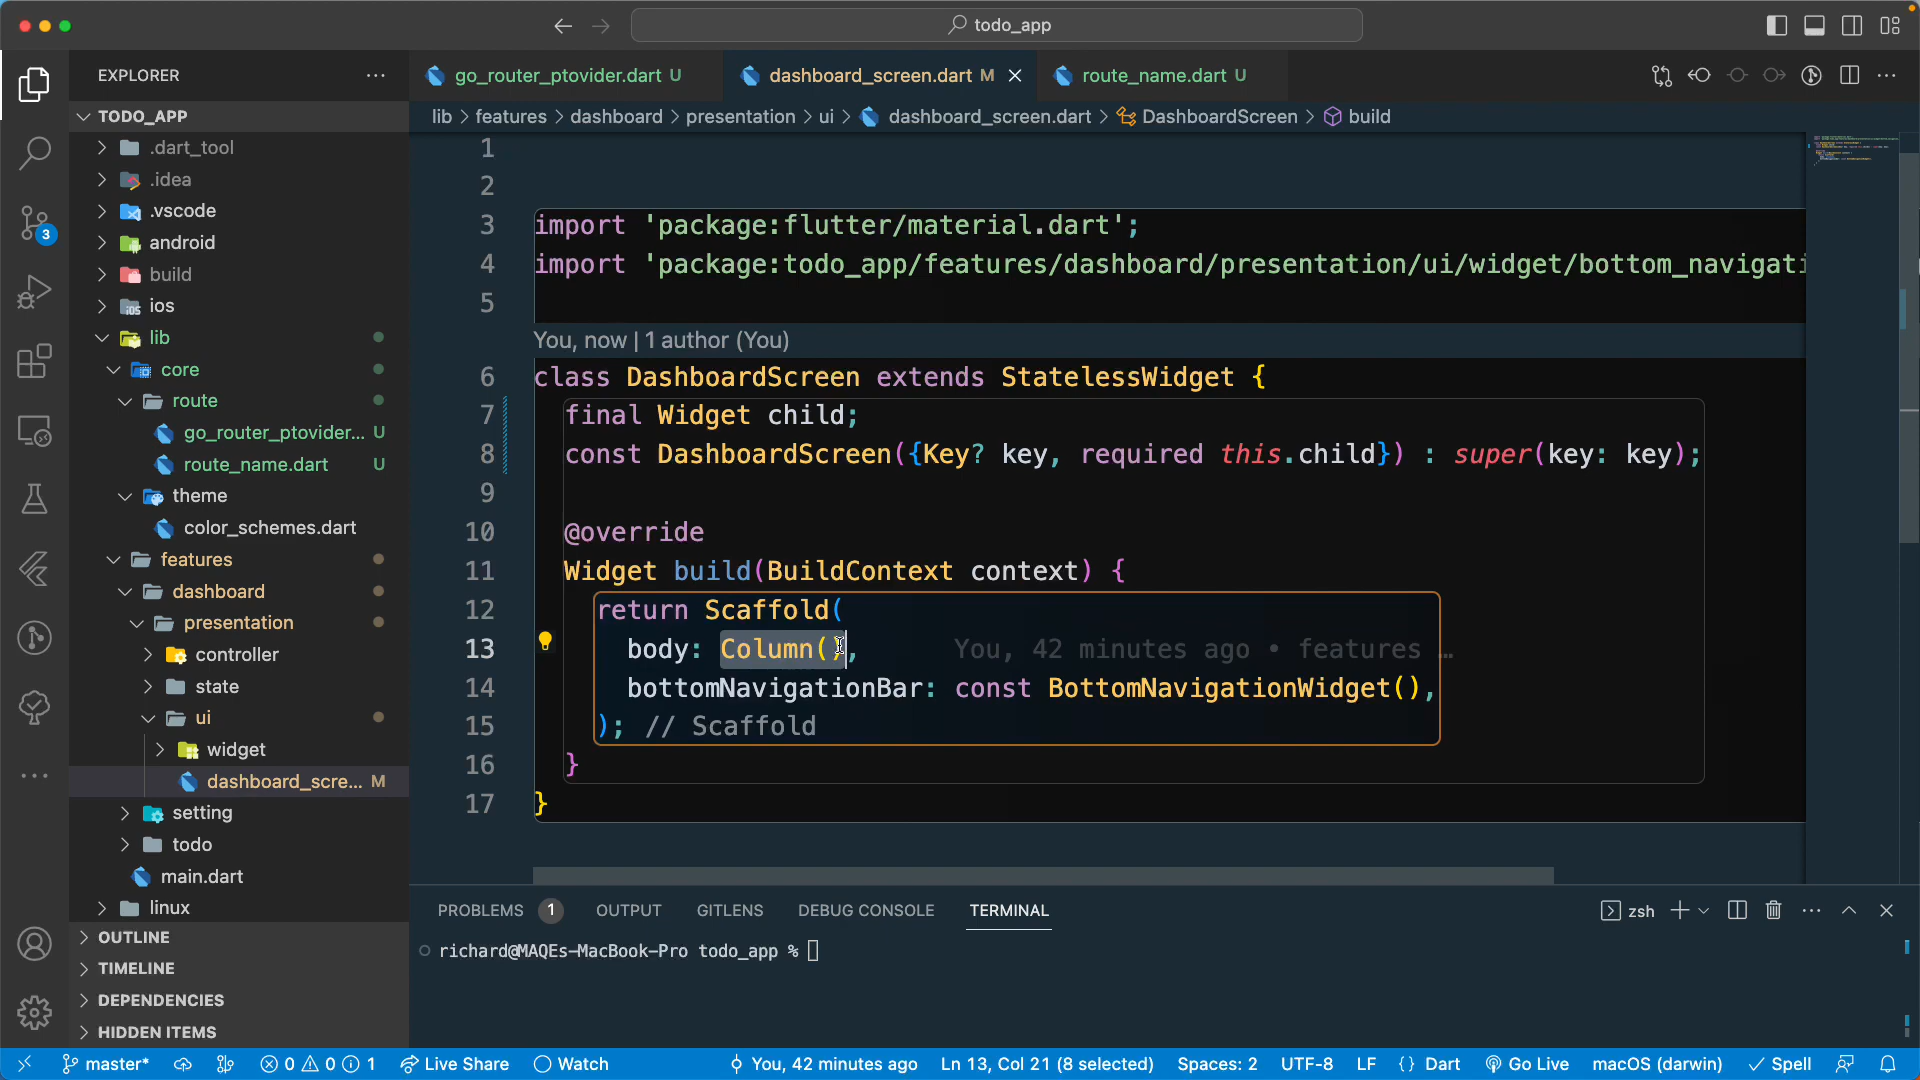 todo_app
EXPLORER
TODO_APP
.dart_tool
.idea
.vscode
android
build
ios
lib
core
route
go_router_ptovider... U
route_name.dart U
theme
color_schemes.dart
features
dashboard
presentation
controller
state
ui
widget
dashboard_scre... M
setting
todo
main.dart
linux
OUTLINE
TIMELINE
DEPENDENCIES
HIDDEN ITEMS
3
go_router_ptovider.dart U
dashboard_screen.dart M
route_name.dart U
lib > features > dashboard > presentation > ui > dashboard_screen.dart > DashboardScreen > build
1
2
3 import 'package:flutter/material.dart';
4 import 'package:todo_app/features/dashboard/presentation/ui/widget/bottom_navigati
5
You, now | 1 author (You)
6 class DashboardScreen extends StatelessWidget {
7 final Widget child;
8 const DashboardScreen({Key? key, required this.child}) : super(key: key);
9
10 @override
11 Widget build(BuildContext context) {
12 return Scaffold(
13 body: Column(), You, 42 minutes ago • features …
14 bottomNavigationBar: const BottomNavigationWidget(),
15 ); // Scaffold
16 }
17 }
PROBLEMS 1 OUTPUT GITLENS DEBUG CONSOLE TERMINAL
zsh
richard@MAQEs-MacBook-Pro todo_app %
master* 0 0 1 Live Share Watch You, 42 minutes ago Ln 13, Col 21 (8 selected) Spaces: 2 UTF-8 LF {} Dart Go Live macOS (darwin) Spell